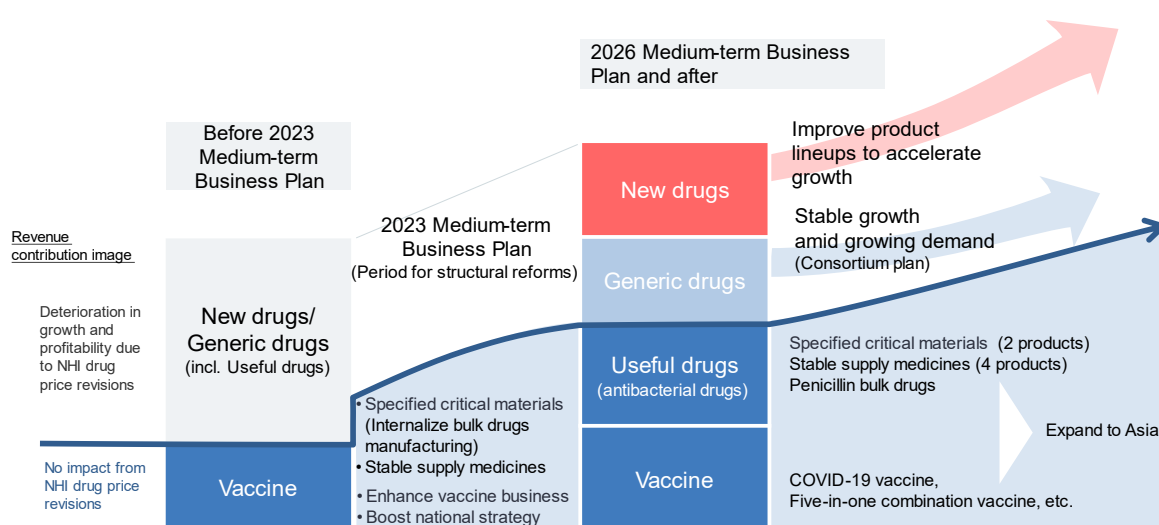 2026 Medium-term Business
Plan and after
Before 2023
Medium-term
Business Plan
Improve product
lineups to accelerate
growth
New drugs
2023 Medium-term
Business Plan
(Period for structural reforms)
Stable growth
amid growing demand
(Consortium plan)
Revenue
contribution image
Generic drugs
Deterioration in
growth and
profitability due
to NHI drug
price revisions
New drugs/
Generic drugs
(incl. Useful drugs)
Useful drugs
(antibacterial drugs)
Specified critical materials (2 products)
Stable supply medicines (4 products)
Penicillin bulk drugs
• Specified critical materials
(Internalize bulk drugs
manufacturing)
• Stable supply medicines
Expand to Asia
No impact from
NHI drug price
revisions
Vaccine
• Enhance vaccine business
• Boost national strategy
Vaccine
COVID-19 vaccine,
Five-in-one combination vaccine, etc.